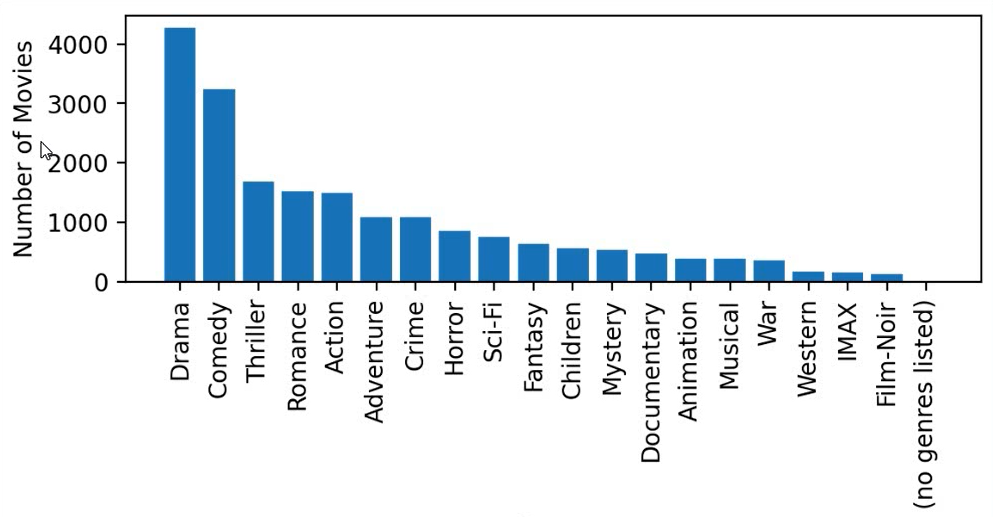 Number of Movies
4000
3000
2000
1000
0
Drama
Comedy
Thriller
Romance
Action
Adventure
Crime
Horror
Sci-Fi
Fantasy
Children
Mystery
Documentary
Animation
Musical
War
Western
IMAX
Film-Noir
(no genres listed)